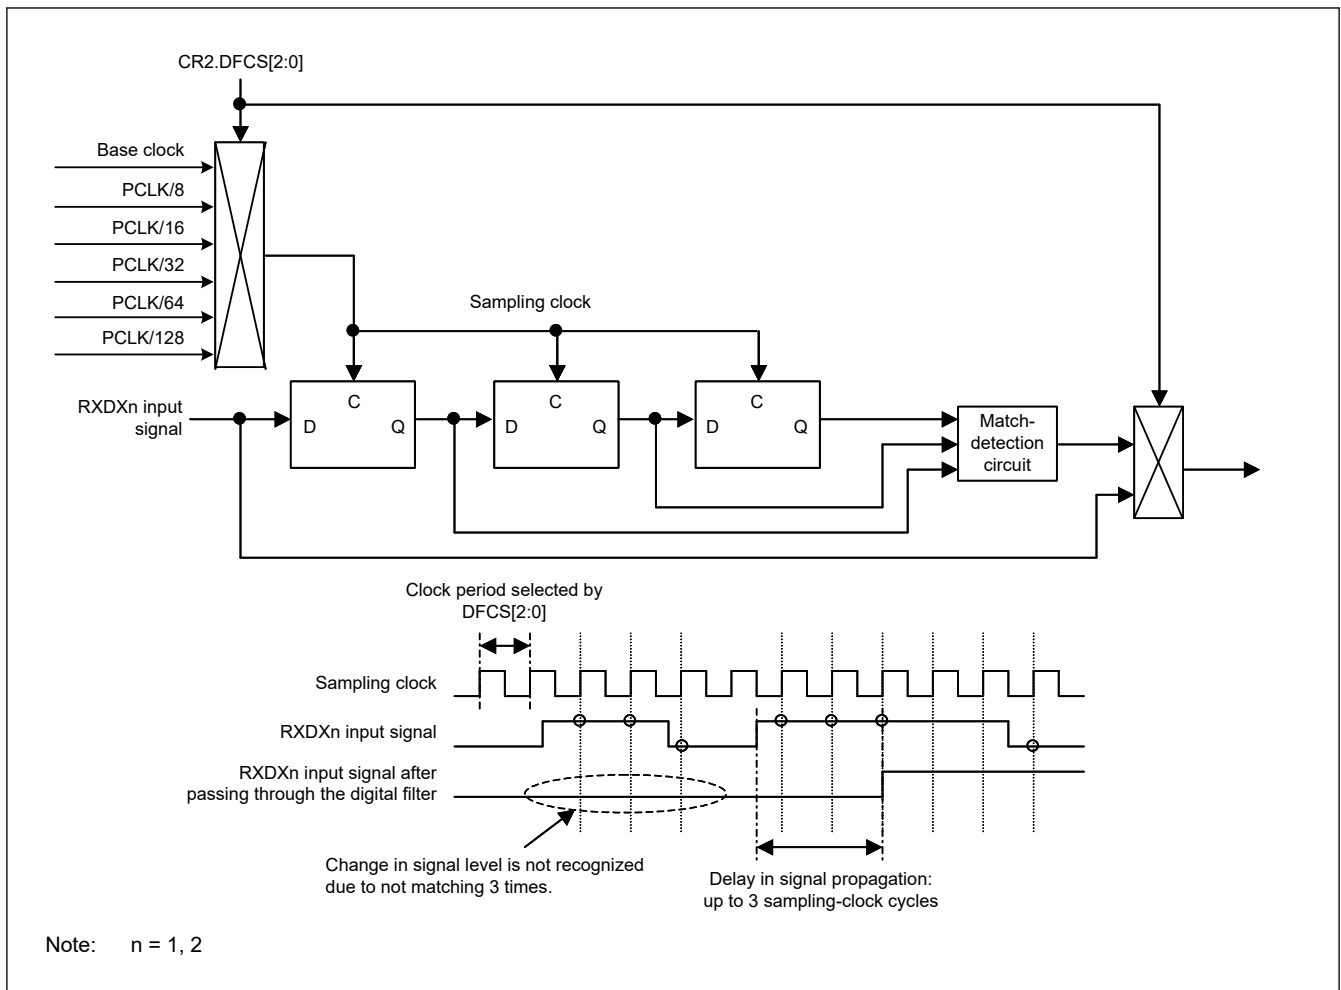 CR2.DFCS[2:0]
Base clock
PCLK/8
PCLK/16
PCLK/32
PCLK/64
PCLK/128
Sampling clock
RXDXn input
signal
C
D
Q
C
D
Q
C
D
Q
Match-
detection
circuit
Clock period selected by
DFCS[2:0]
Sampling clock
RXDXn input signal
RXDXn input signal after
passing through the digital filter
Change in signal level is not recognized
due to not matching 3 times.
Delay in signal propagation:
up to 3 sampling-clock cycles
Note: n = 1, 2